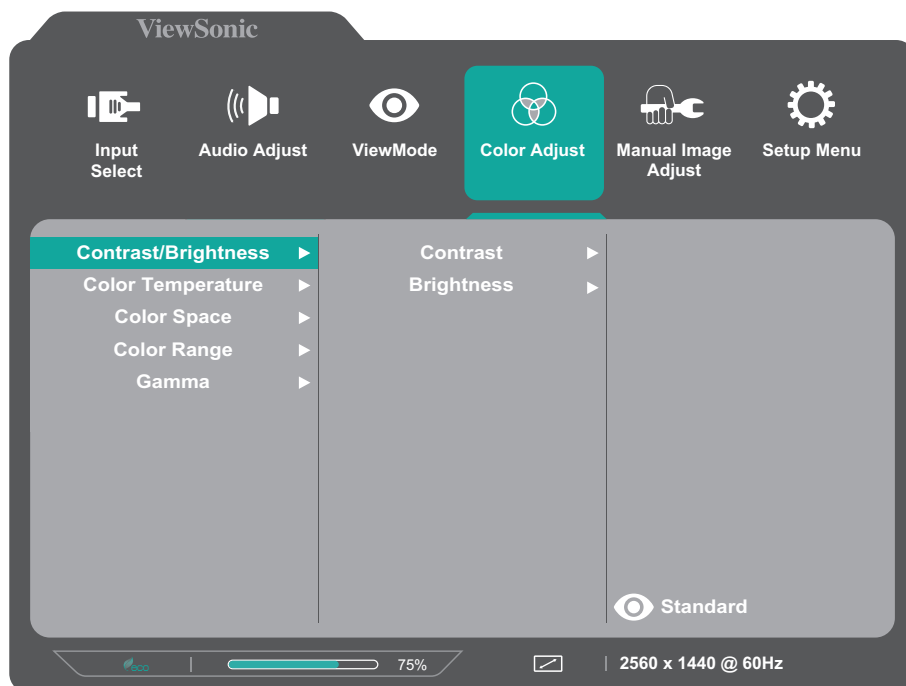 ViewSonic
Input
Select
Audio Adjust
ViewMode
Color Adjust
Manual Image
Adjust
Setup Menu
Contrast/Brightness
Color Temperature
Color Space
Color Range
Gamma
Contrast
Brightness
Standard
eco
75%
2560 x 1440 @ 60Hz